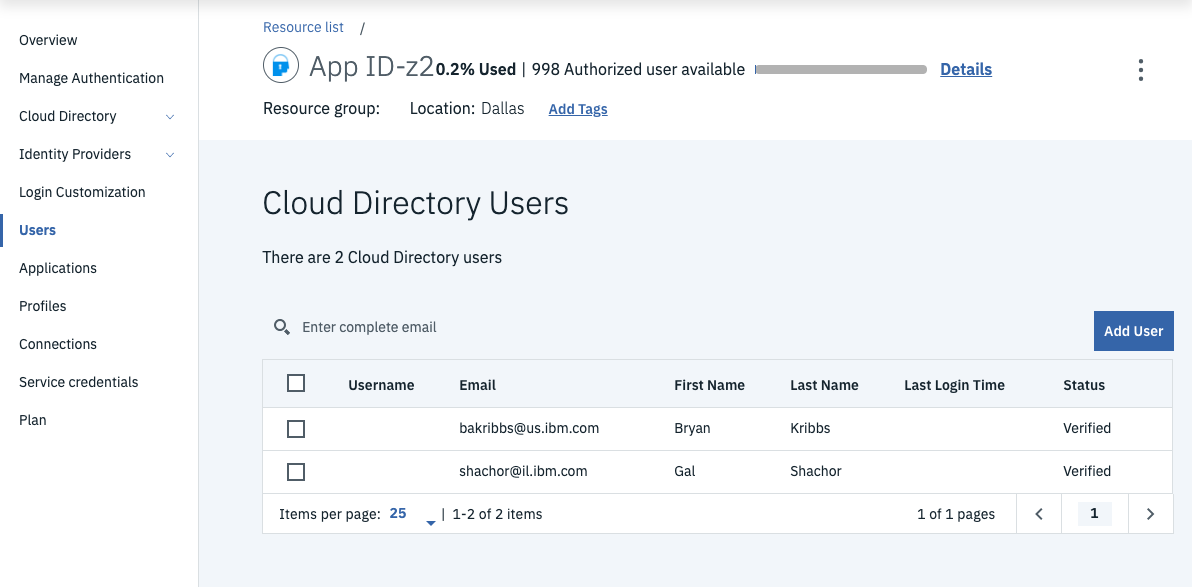 Overview
Manage Authentication
Cloud Directory
Identity Providers
Login Customization
Users
Applications
Profiles
Connections
Service credentials
Plan
Resource list /
App ID-z2 0.2% Used | 998 Authorized user available Details
Resource group: Location: Dallas Add Tags
Cloud Directory Users
There are 2 Cloud Directory users
Enter complete email
Add User
Username Email First Name Last Name Last Login Time Status
bakribbs@us.ibm.com Bryan Kribbs Verified
shachor@il.ibm.com Gal Shachor Verified
Items per page: 25 | 1-2 of 2 items 1 of 1 pages 1